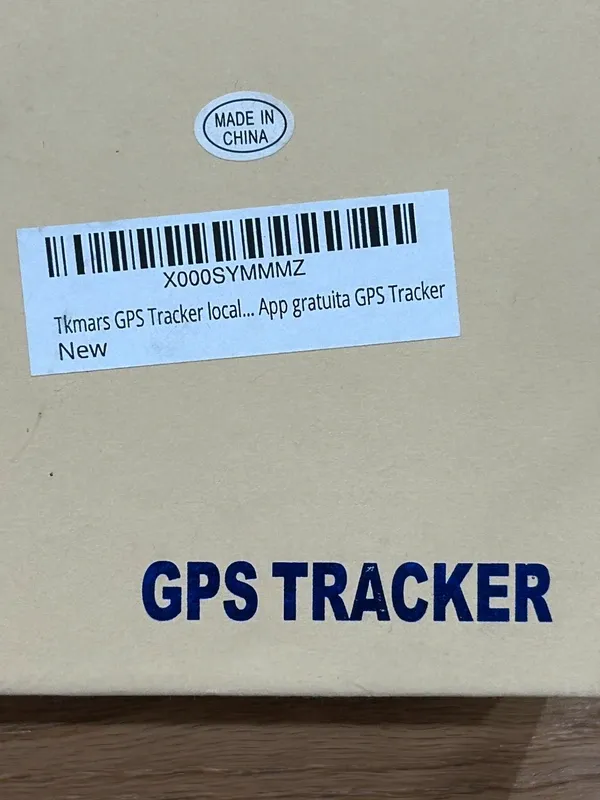 MADE IN
CHINA
X000SYMMMZ
Tkmars GPS Tracker local... App gratuita GPS Tracker
New
GPS TRACKER